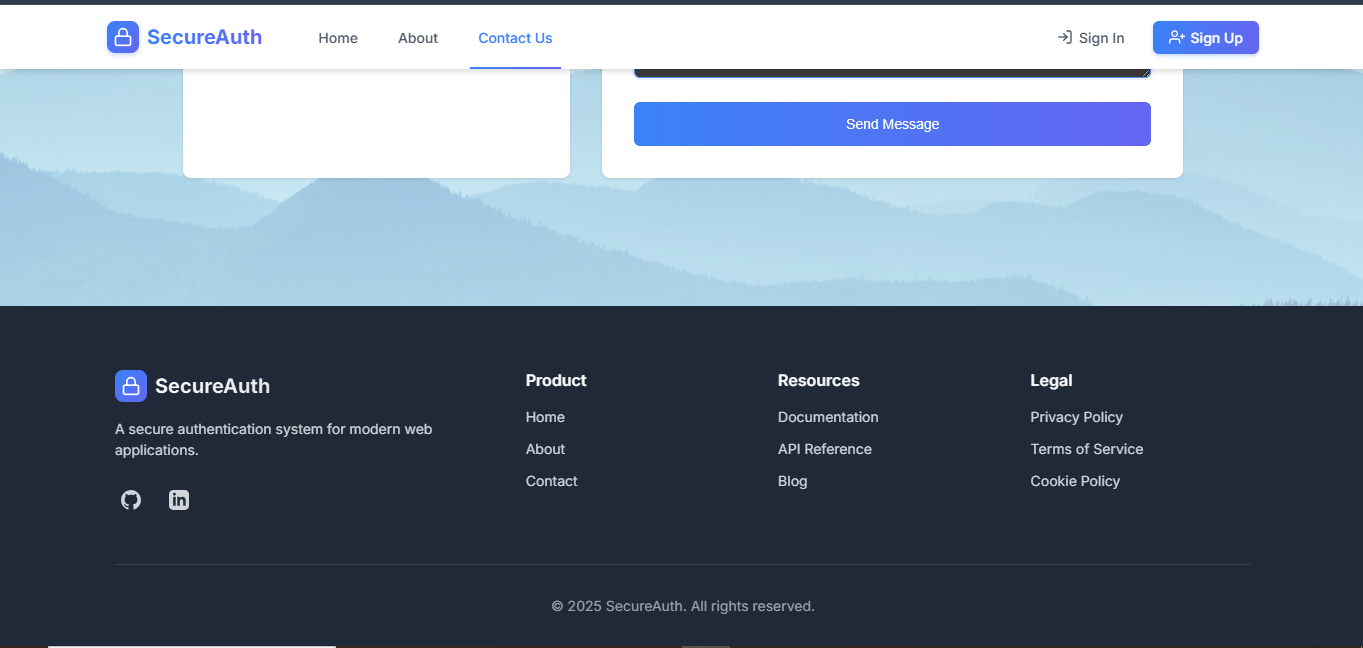 SecureAuth
Home
About
Contact Us
Sign In
Sign Up
Send Message
SecureAuth
A secure authentication system for modern web
applications.
Product
Home
About
Contact
Resources
Documentation
API Reference
Blog
Legal
Privacy Policy
Terms of Service
Cookie Policy
© 2025 SecureAuth. All rights reserved.